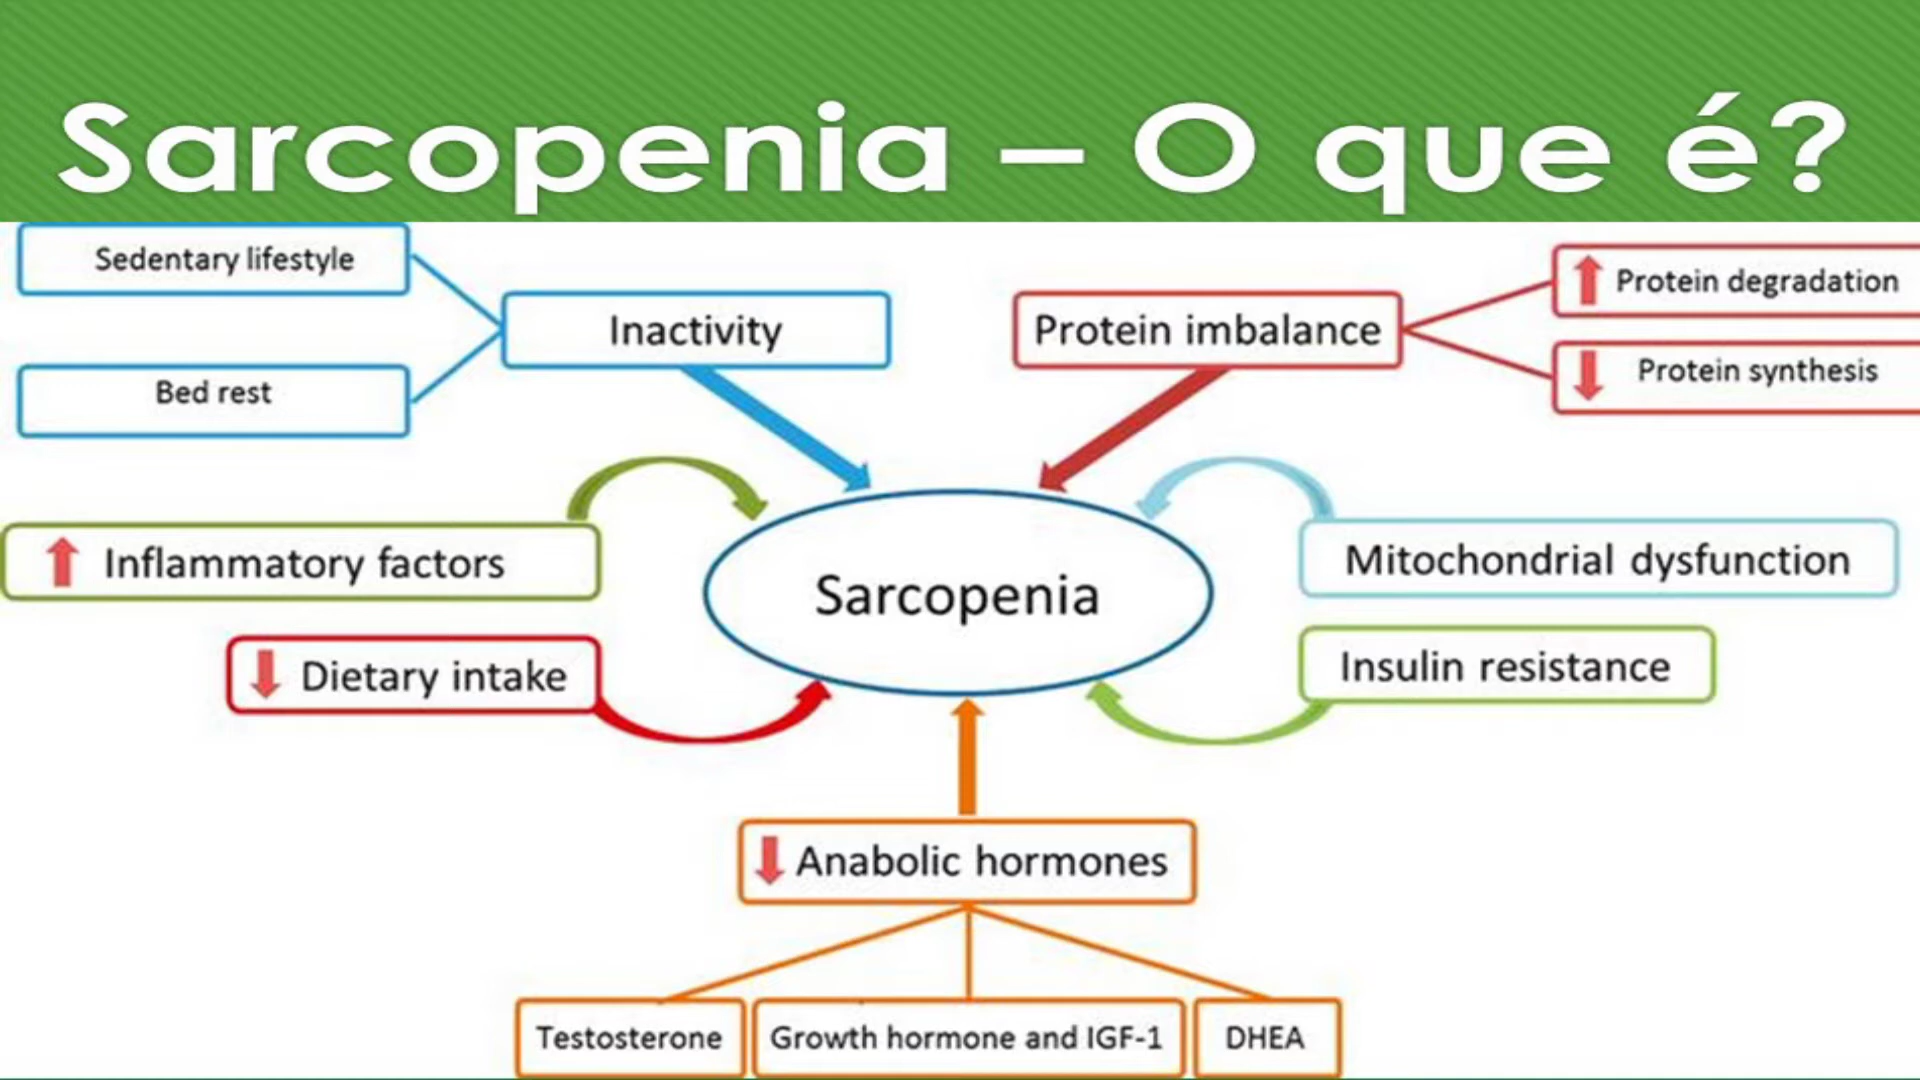 Sarcopenia – O que é?
Sedentary lifestyle
Bed rest
Inactivity
Protein imbalance
Protein degradation
Protein synthesis
Inflammatory factors
Dietary intake
Sarcopenia
Mitochondrial dysfunction
Insulin resistance
Anabolic hormones
Testosterone
Growth hormone and IGF-1
DHEA